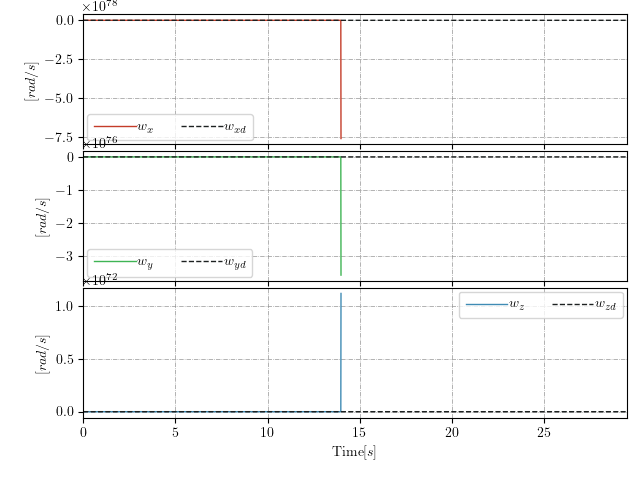 ×10^78
0.0
−2.5
−5.0
−7.5
[rad/s]
w_x w_xd
×10^76
0
−1
−2
−3
[rad/s]
w_y w_yd
×10^72
1.0
0.5
0.0
[rad/s]
w_z w_zd
0 5 10 15 20 25
Time[s]